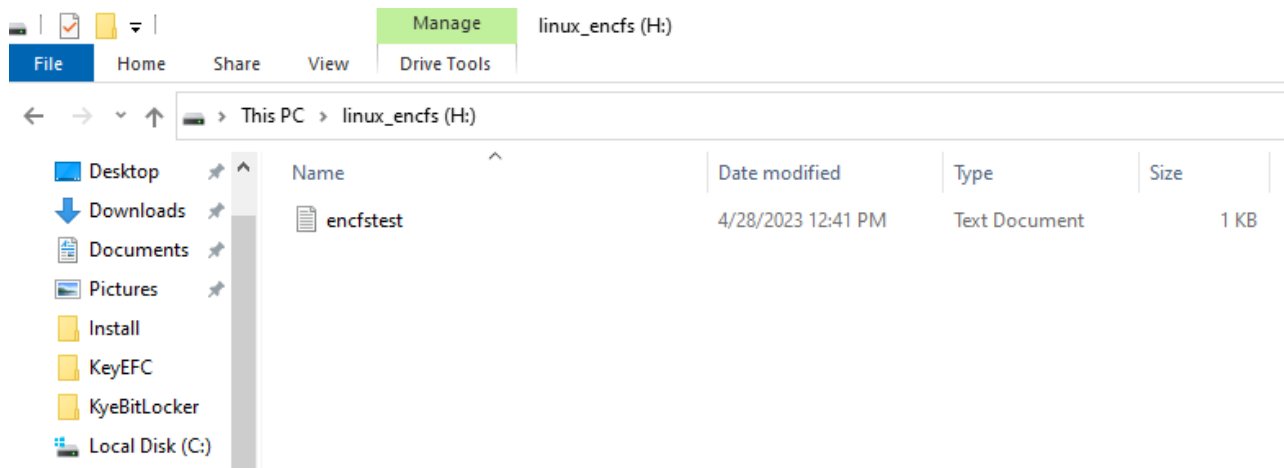 Manage linux_encfs (H:)
File Home Share View Drive Tools
This PC > linux_encfs (H:)
Desktop Name Date modified Type Size
Downloads encfstest 4/28/2023 12:41 PM Text Document 1 KB
Documents
Pictures
Install
KeyEFC
KyeBitLocker
Local Disk (C:)